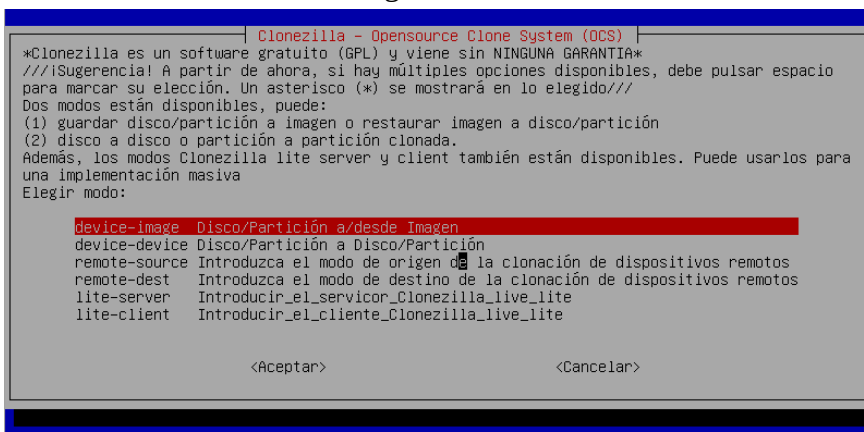 Clonezilla - Opensource Clone System (OCS)
*Clonezilla es un software gratuito (GPL) y viene sin NINGUNA GARANTIA*
///¡Sugerencia! A partir de ahora, si hay múltiples opciones disponibles, debe pulsar espacio
para marcar su elección. Un asterisco (*) se mostrará en lo elegido///
Dos modos están disponibles, puede:
(1) guardar disco/partición a imagen o restaurar imagen a disco/partición
(2) disco a disco o partición a partición clonada.
Además, los modos Clonezilla lite server y client también están disponibles. Puede usarlos para
una implementación masiva
Elegir modo:
device-image Disco/Partición a/desde Imagen
device-device Disco/Partición a Disco/Partición
remote-source Introduzca el modo de origen de la clonación de dispositivos remotos
remote-dest Introduzca el modo de destino de la clonación de dispositivos remotos
lite-server Introducir_el_servicor_Clonezilla_live_lite
lite-client Introducir_el_cliente_Clonezilla_live_lite
<Aceptar> <Cancelar>